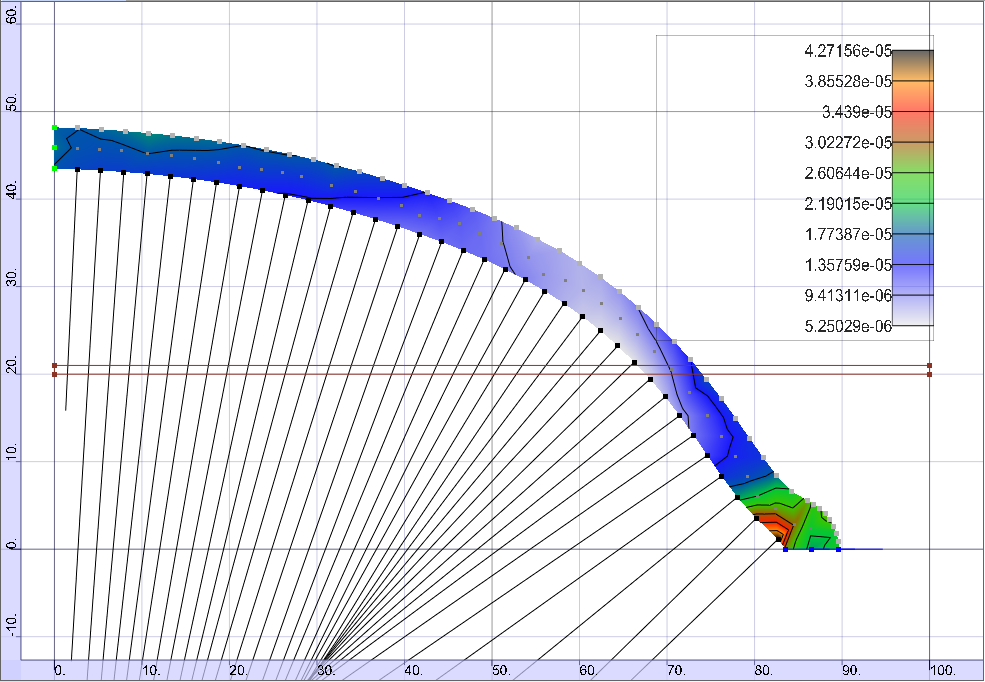 60.
50.
40.
30.
20.
10.
0.
-10.
4.27156e-05
3.85528e-05
3.439e-05
3.02272e-05
2.60644e-05
2.19015e-05
1.77387e-05
1.35759e-05
9.41311e-06
5.25029e-06
0. 10. 20. 30. 40. 50. 60. 70. 80. 90. 100.